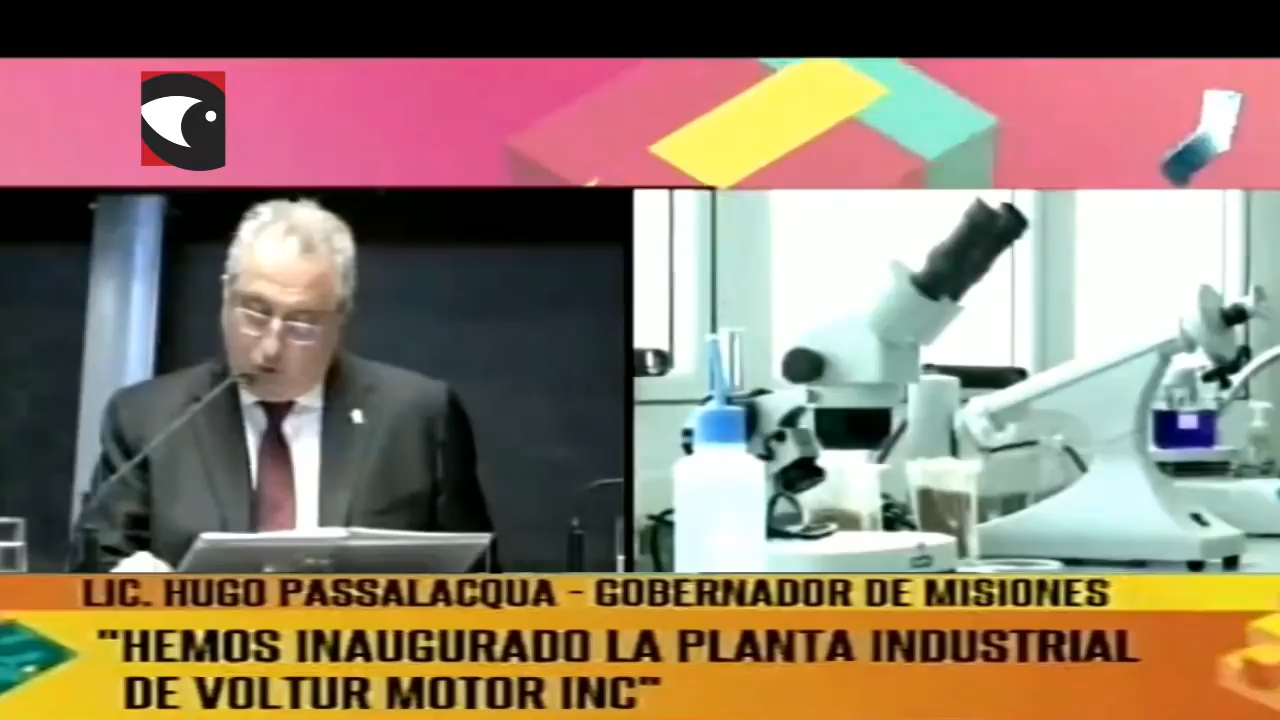 LIC. HUGO PASSALACQUA - GOBERNADOR DE MISIONES
"HEMOS INAUGURADO LA PLANTA INDUSTRIAL
DE VOLTUR MOTOR INC"